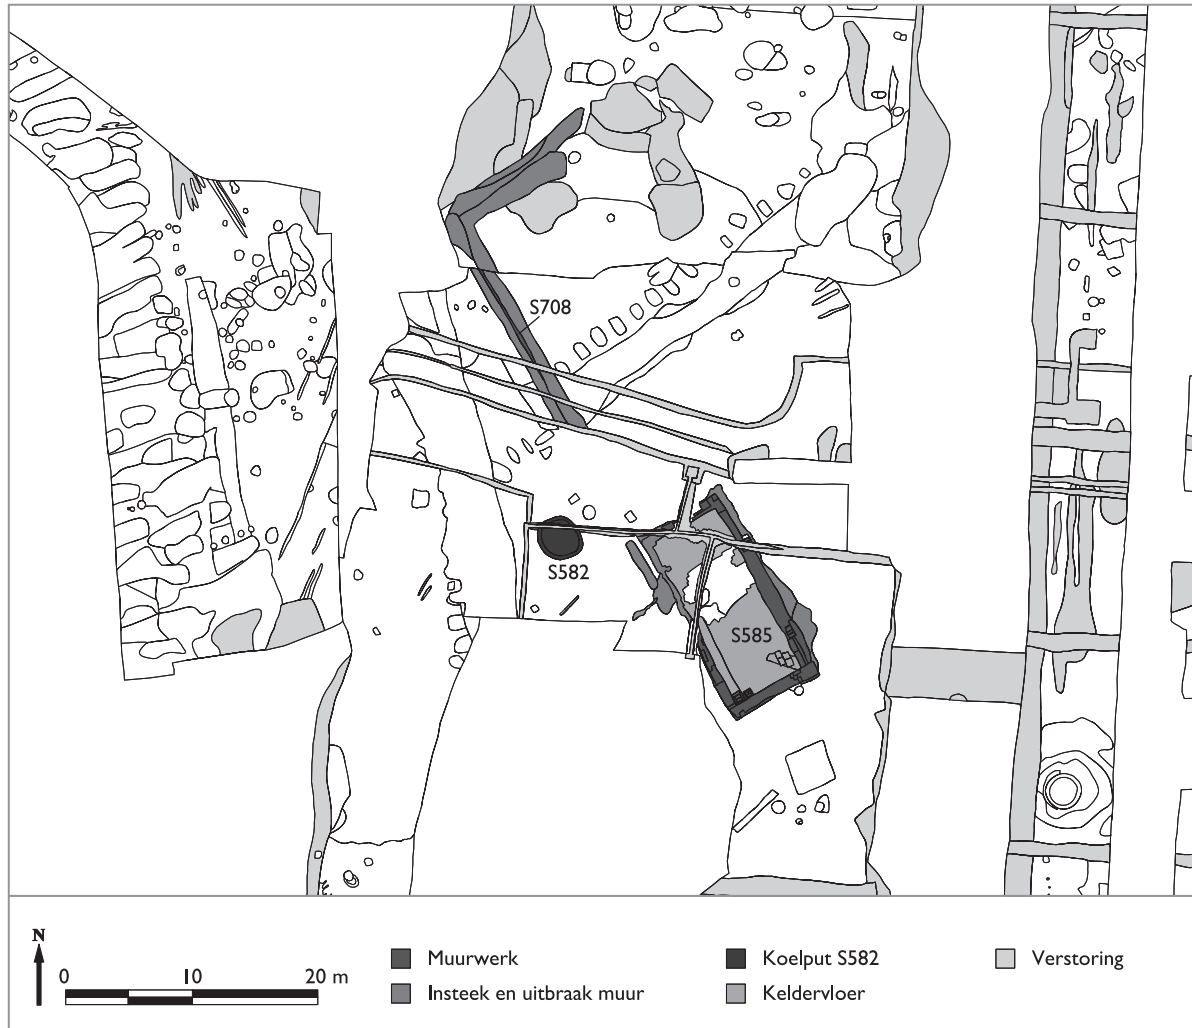 S708
S582
S585
N
0 10 20 m
Muurwerk
Koelput S582
Verstoring
Insteek en uitbraak muur
Keldervloer